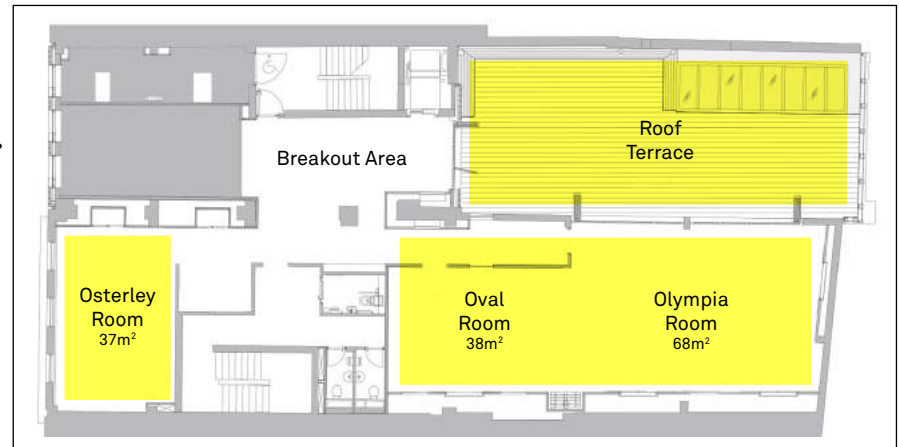 Roof
Terrace
Breakout Area
Osterley
Room
37m²
Oval
Room
38m²
Olympia
Room
68m²